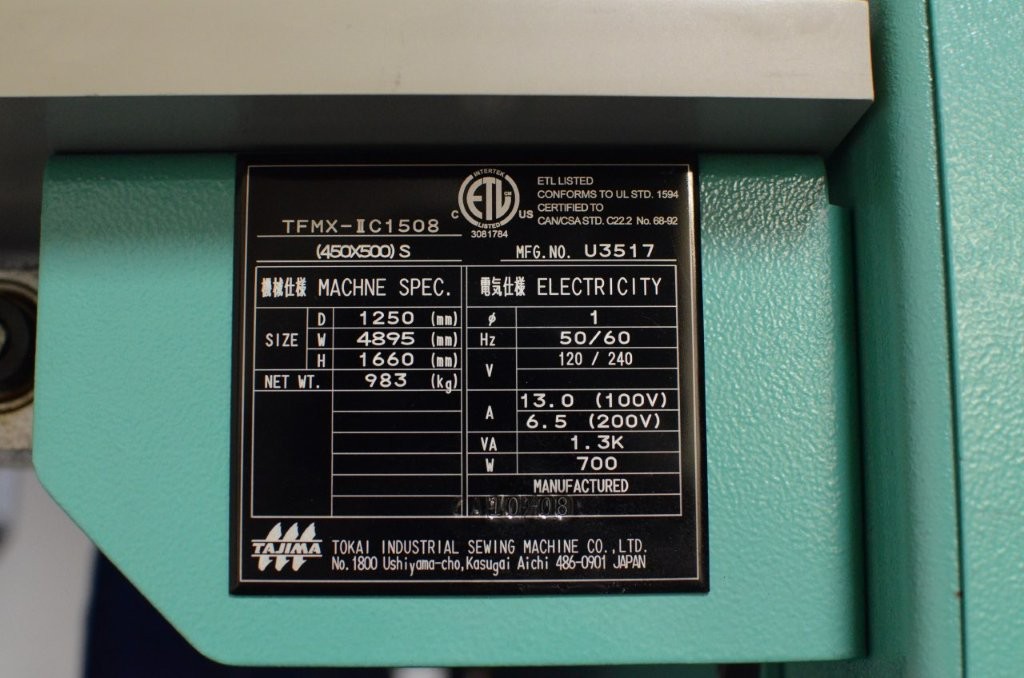 INTERTEK
ETL
CM
LISTED
C US
3081784
ETL LISTED
CONFORMS TO UL STD. 1594
CERTIFIED TO
CAN/CSA STD. C22.2 No. 68-92
TFMX-ⅡC1508
(450X500) S
MFG.NO. U3517
機械仕様 MACHNE SPEC.
電気仕様 ELECTRICITY
SIZE
D 1250 (mm)
W 4895 (mm)
H 1660 (mm)
NET WT. 983 (kg)
ϕ 1
Hz 50/60
V 120 / 240
A 13.0 (100V)
6.5 (200V)
VA 1.3K
W 700
MANUFACTURED
TAJIMA
TOKAI INDUSTRIAL SEWING MACHINE CO.,LTD.
No.1800 Ushiyama-cho,Kasugai Aichi 486-0901 JAPAN